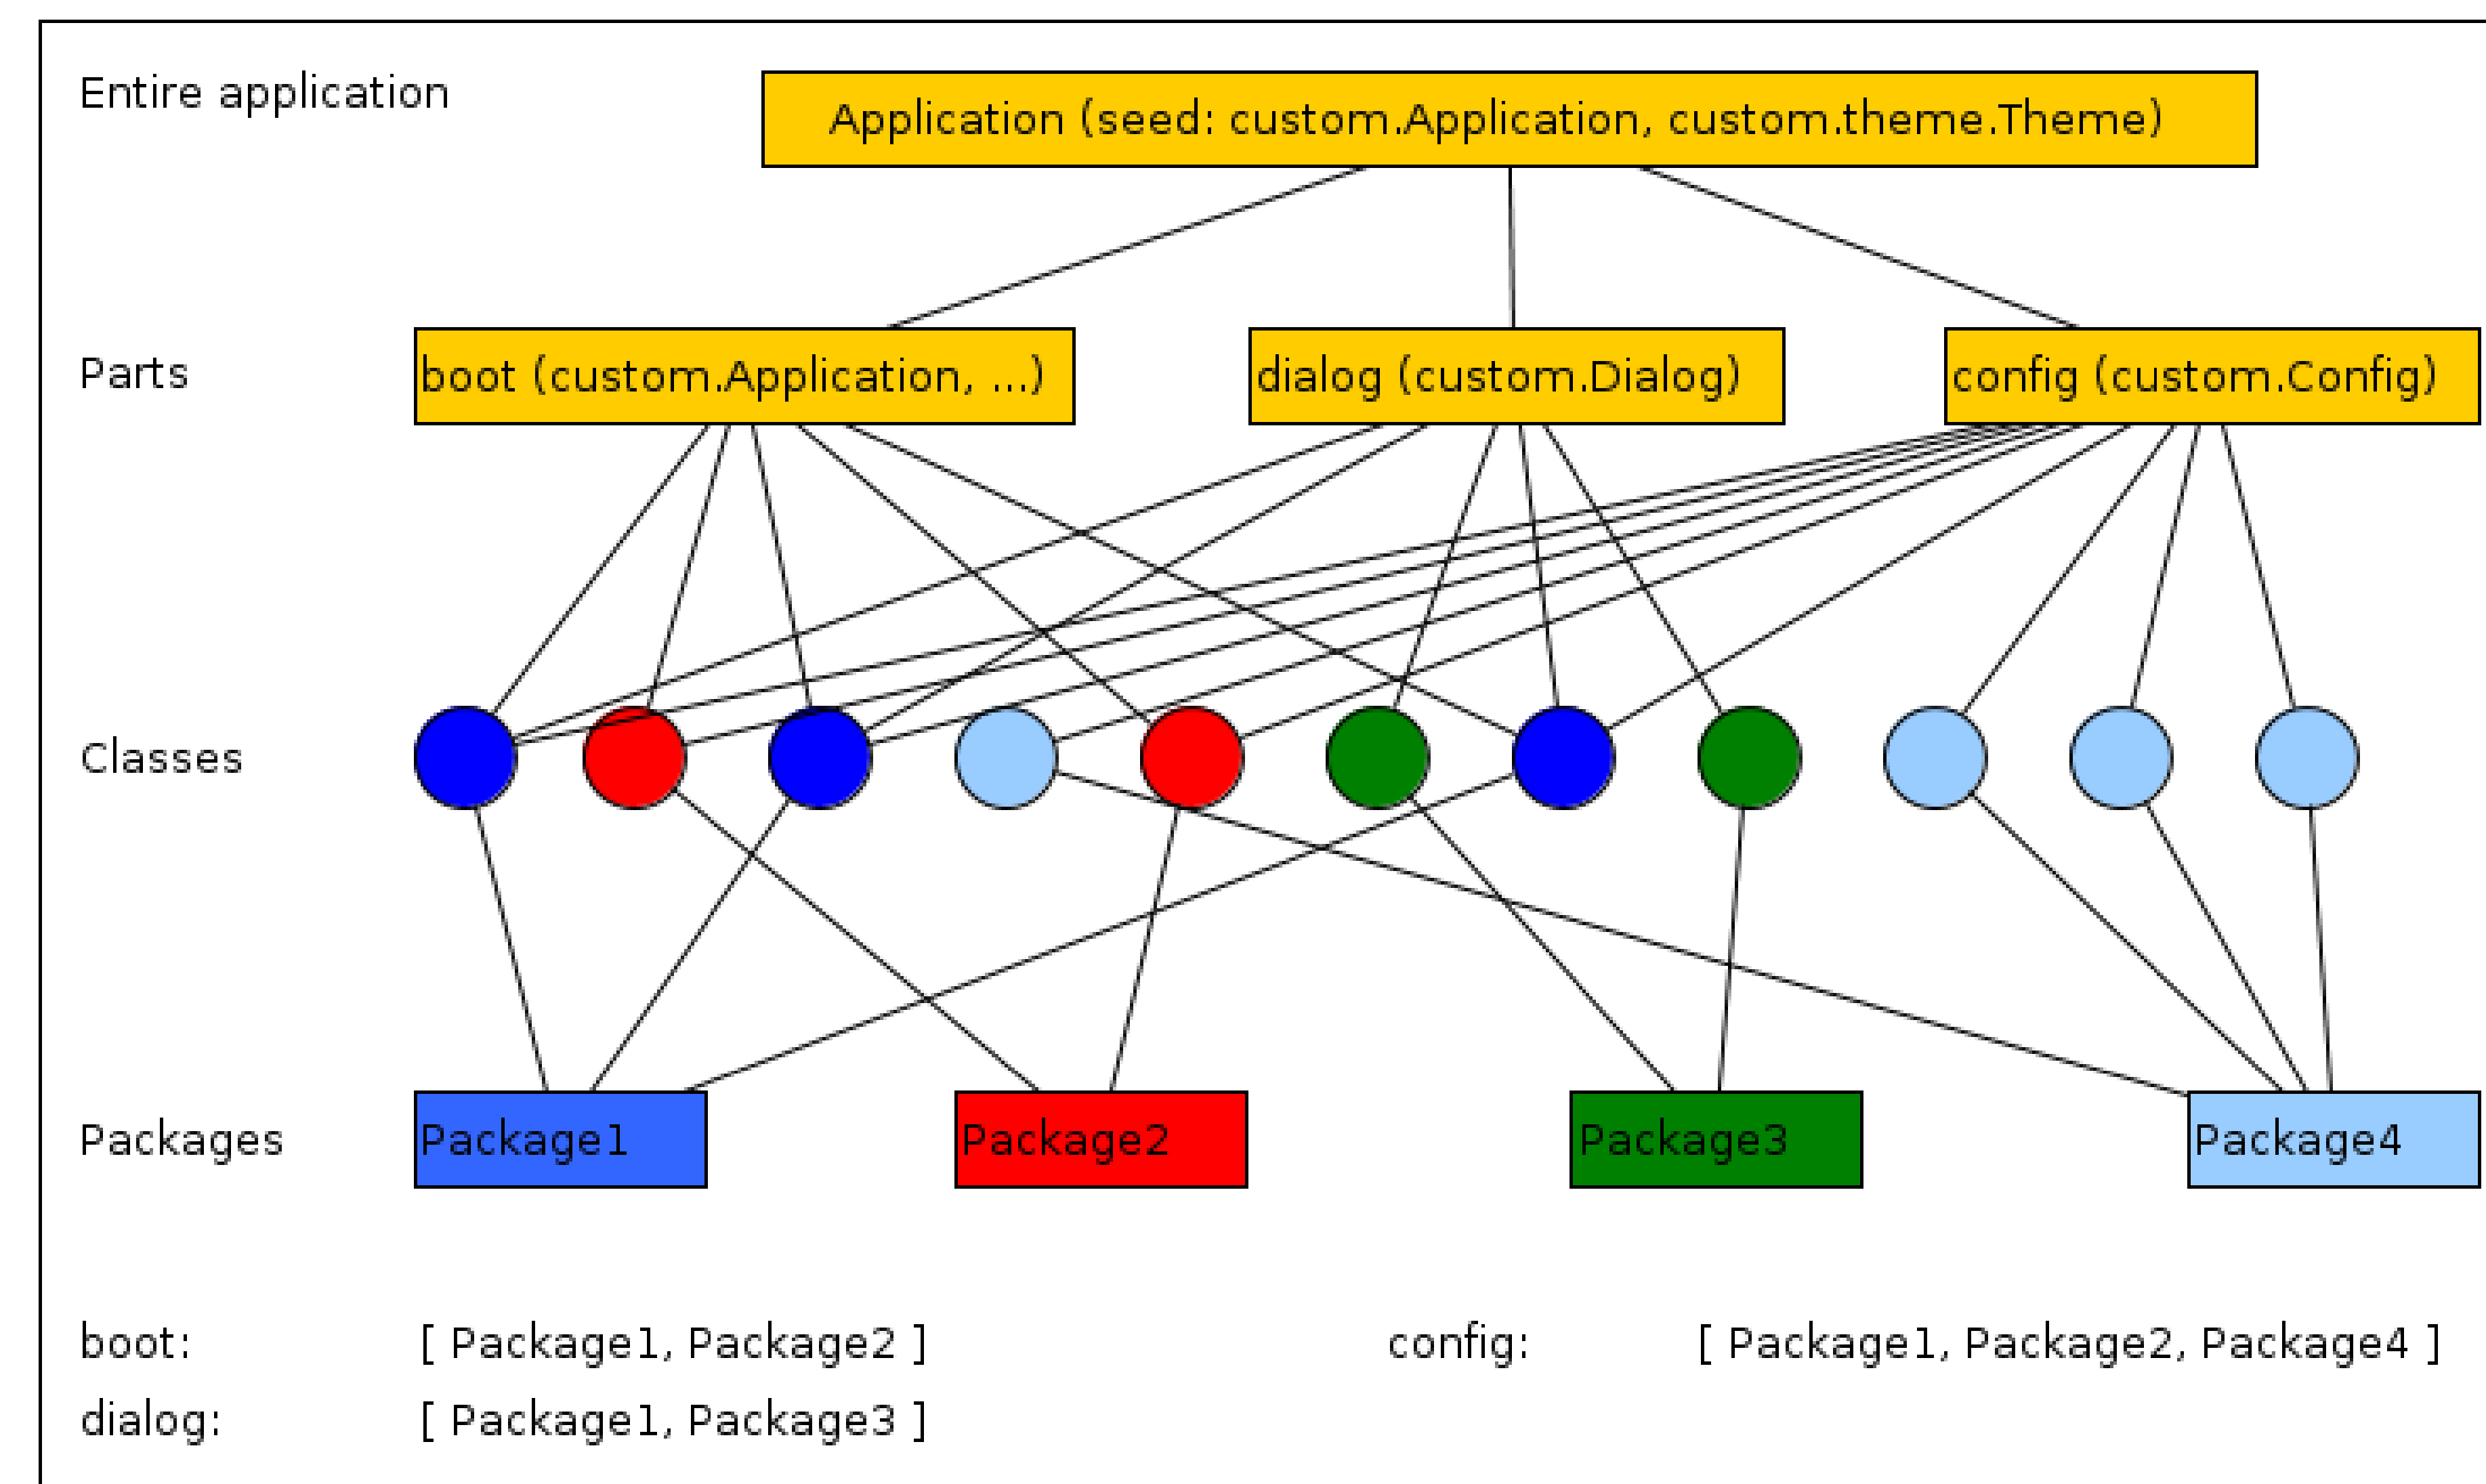 Entire application
Application (seed: custom.Application, custom.theme.Theme)
Parts
boot (custom.Application, ...)
dialog (custom.Dialog)
config (custom.Config)
Classes
Packages
Package1
Package2
Package3
Package4
boot: [ Package1, Package2 ]
config: [ Package1, Package2, Package4 ]
dialog: [ Package1, Package3 ]